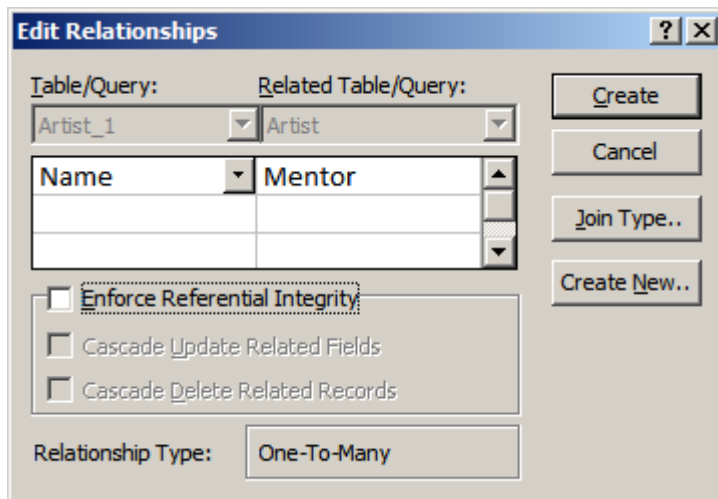 Edit Relationships
Table/Query: Related Table/Query:
Artist_1 Artist
Name Mentor
Enforce Referential Integrity
Cascade Update Related Fields
Cascade Delete Related Records
Relationship Type: One-To-Many
Create
Cancel
Join Type..
Create New..